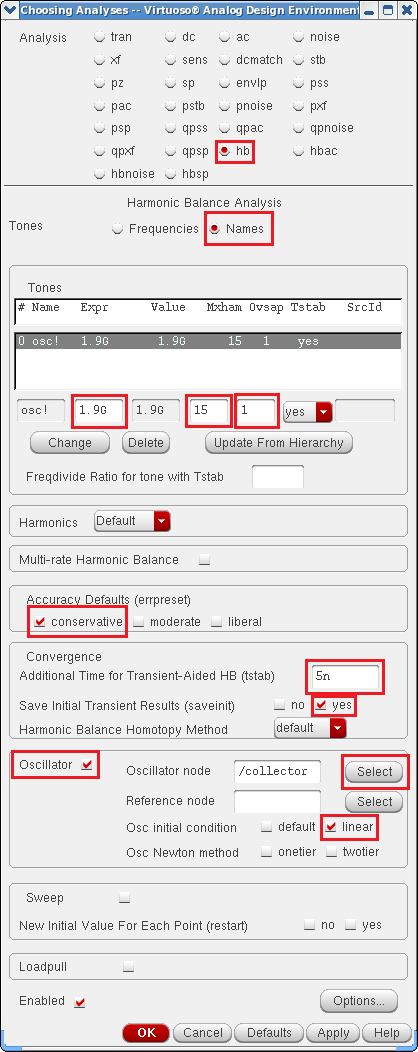 Choosing Analyses -- Virtuoso® Analog Design Environment
Analysis tran dc ac noise
xf sens dcmatch stb
pz sp envlp pss
pac pstb pnoise pxf
psp qpss qpac qpnoise
qpxf qpsp hb hbac
hbnoise hbsp
Harmonic Balance Analysis
Tones Frequencies Names
Tones
# Name Expr Value Mxham Ovsap Tstab SrcId
0 osc! 1.9G 1.9G 15 1 yes
osc! 1.9G 1.9G 15 1 yes
Change Delete Update From Hierarchy
Freqdivide Ratio for tone with Tstab
Harmonics Default
Multi-rate Harmonic Balance
Accuracy Defaults (errpreset)
conservative moderate liberal
Convergence
Additional Time for Transient-Aided HB (tstab) 5n
Save Initial Transient Results (saveinit) no yes
Harmonic Balance Homotopy Method default
Oscillator Oscillator node /collector Select
Reference node Select
Osc initial condition default linear
Osc Newton method onetier twotier
Sweep
New Initial Value For Each Point (restart) no yes
Loadpull
Enabled Options...
OK Cancel Defaults Apply Help